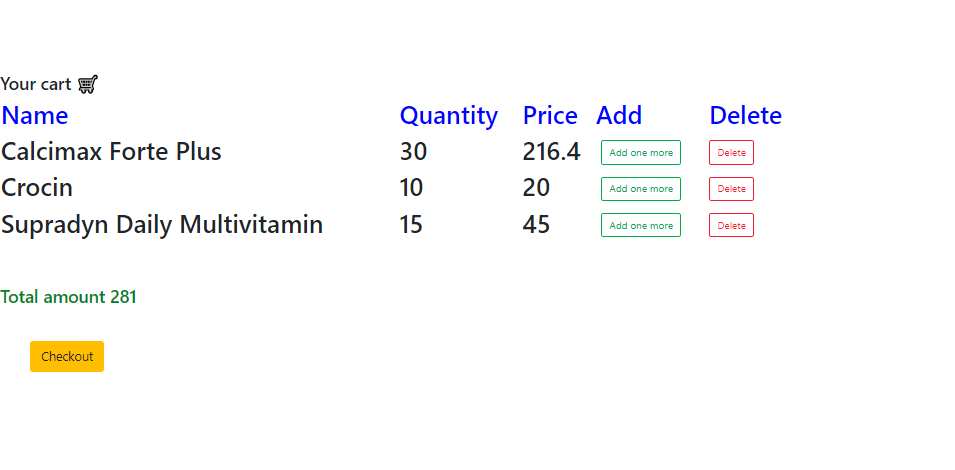 Your cart 🛒
Name Quantity Price Add Delete
Calcimax Forte Plus 30 216.4 Add one more Delete
Crocin 10 20 Add one more Delete
Supradyn Daily Multivitamin 15 45 Add one more Delete
Total amount 281
Checkout